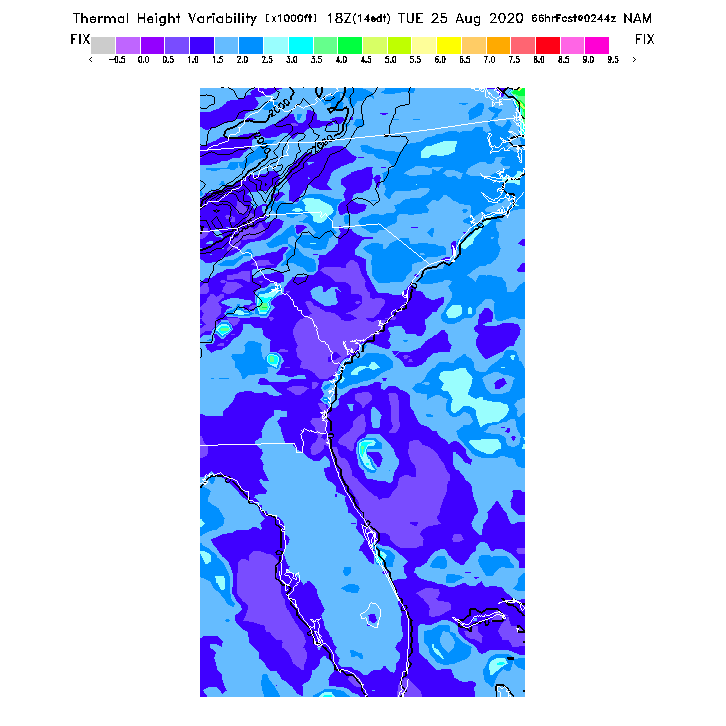 Thermal Height Variability [x1000ft] 18Z(14edt) TUE 25 Aug 2020 66hrFcst@0244z NAM
FIX FIX
< -0.5 0.0 0.5 1.0 1.5 2.0 2.5 3.0 3.5 4.0 4.5 5.0 5.5 6.0 6.5 7.0 7.5 8.0 8.5 9.0 9.5 >
2000
2000
2000